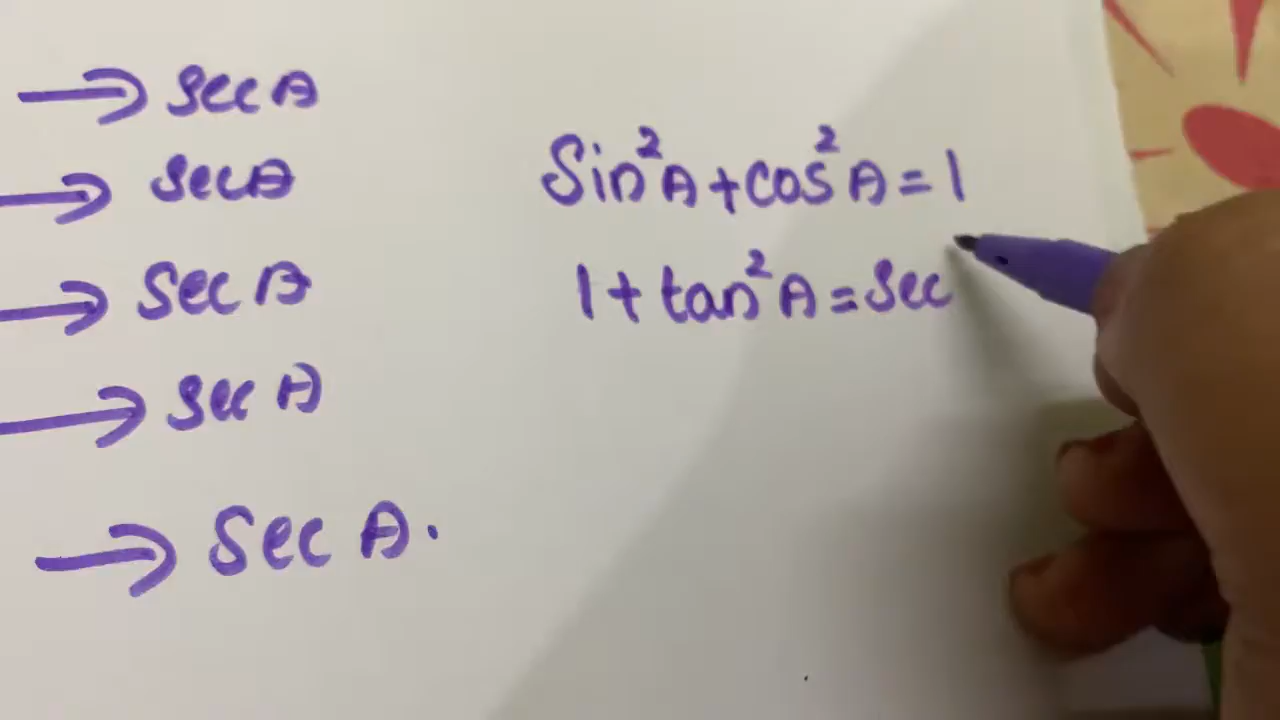 → sec A
→ sec A
→ sec A
→ sec A
→ sec A.
Sin²A + cos²A = 1
1 + tan²A = sec